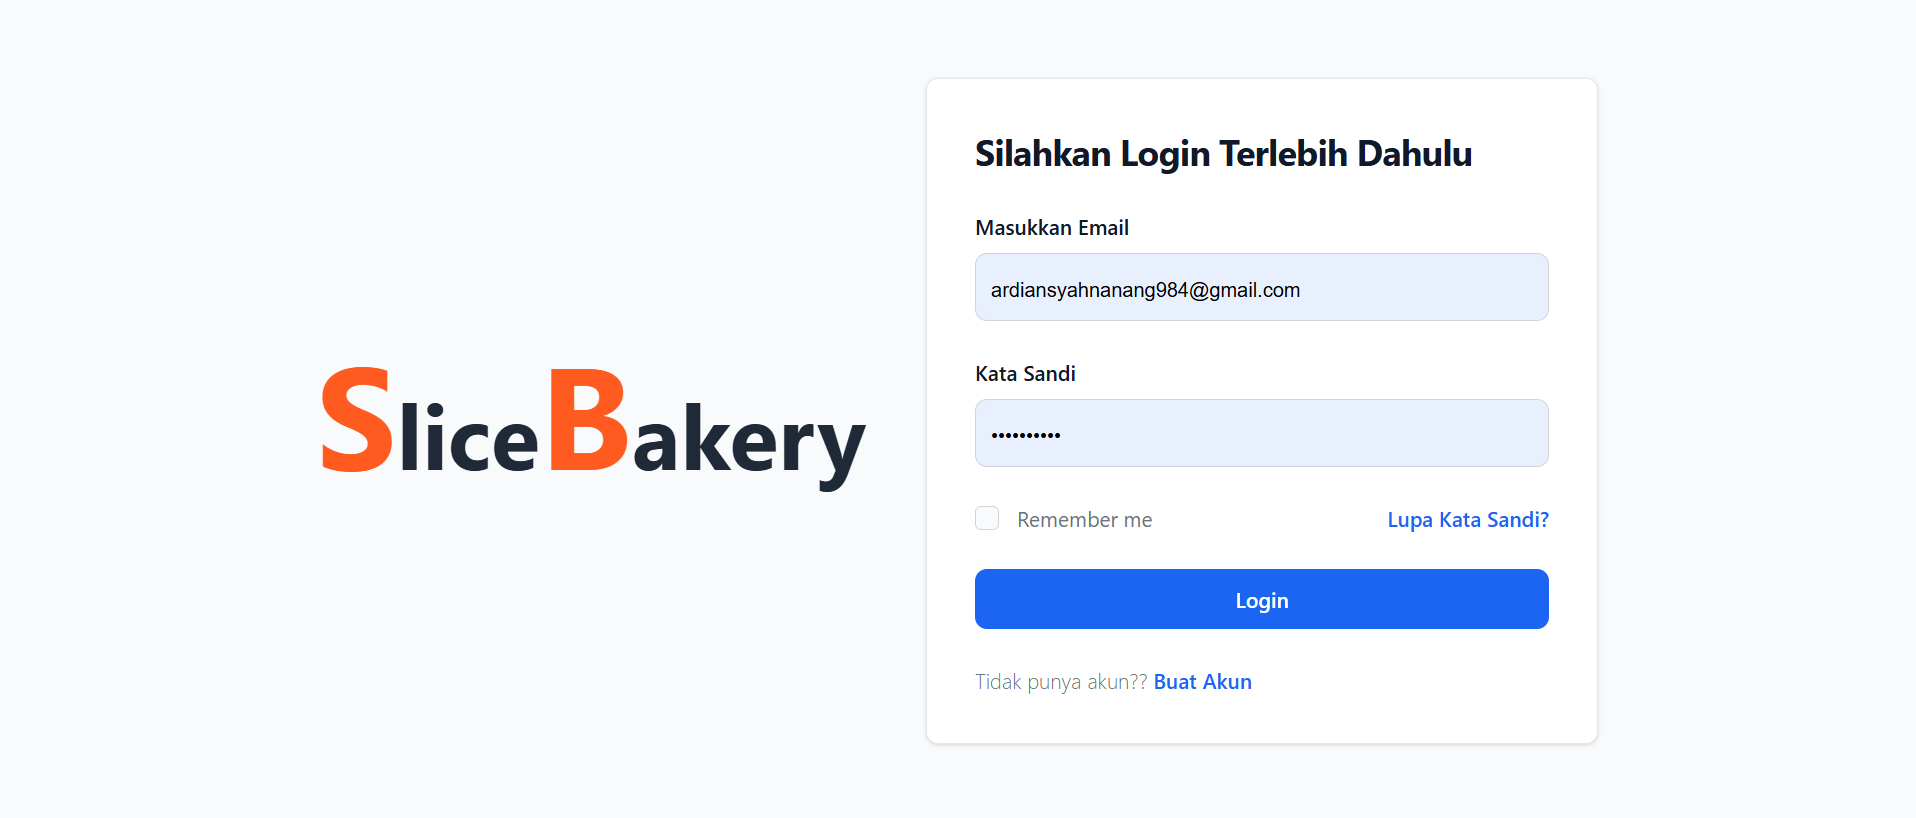 SliceBakery
Silahkan Login Terlebih Dahulu
Masukkan Email
ardiansyahnanang984@gmail.com
Kata Sandi
••••••••••
Remember me
Lupa Kata Sandi?
Login
Tidak punya akun?? Buat Akun